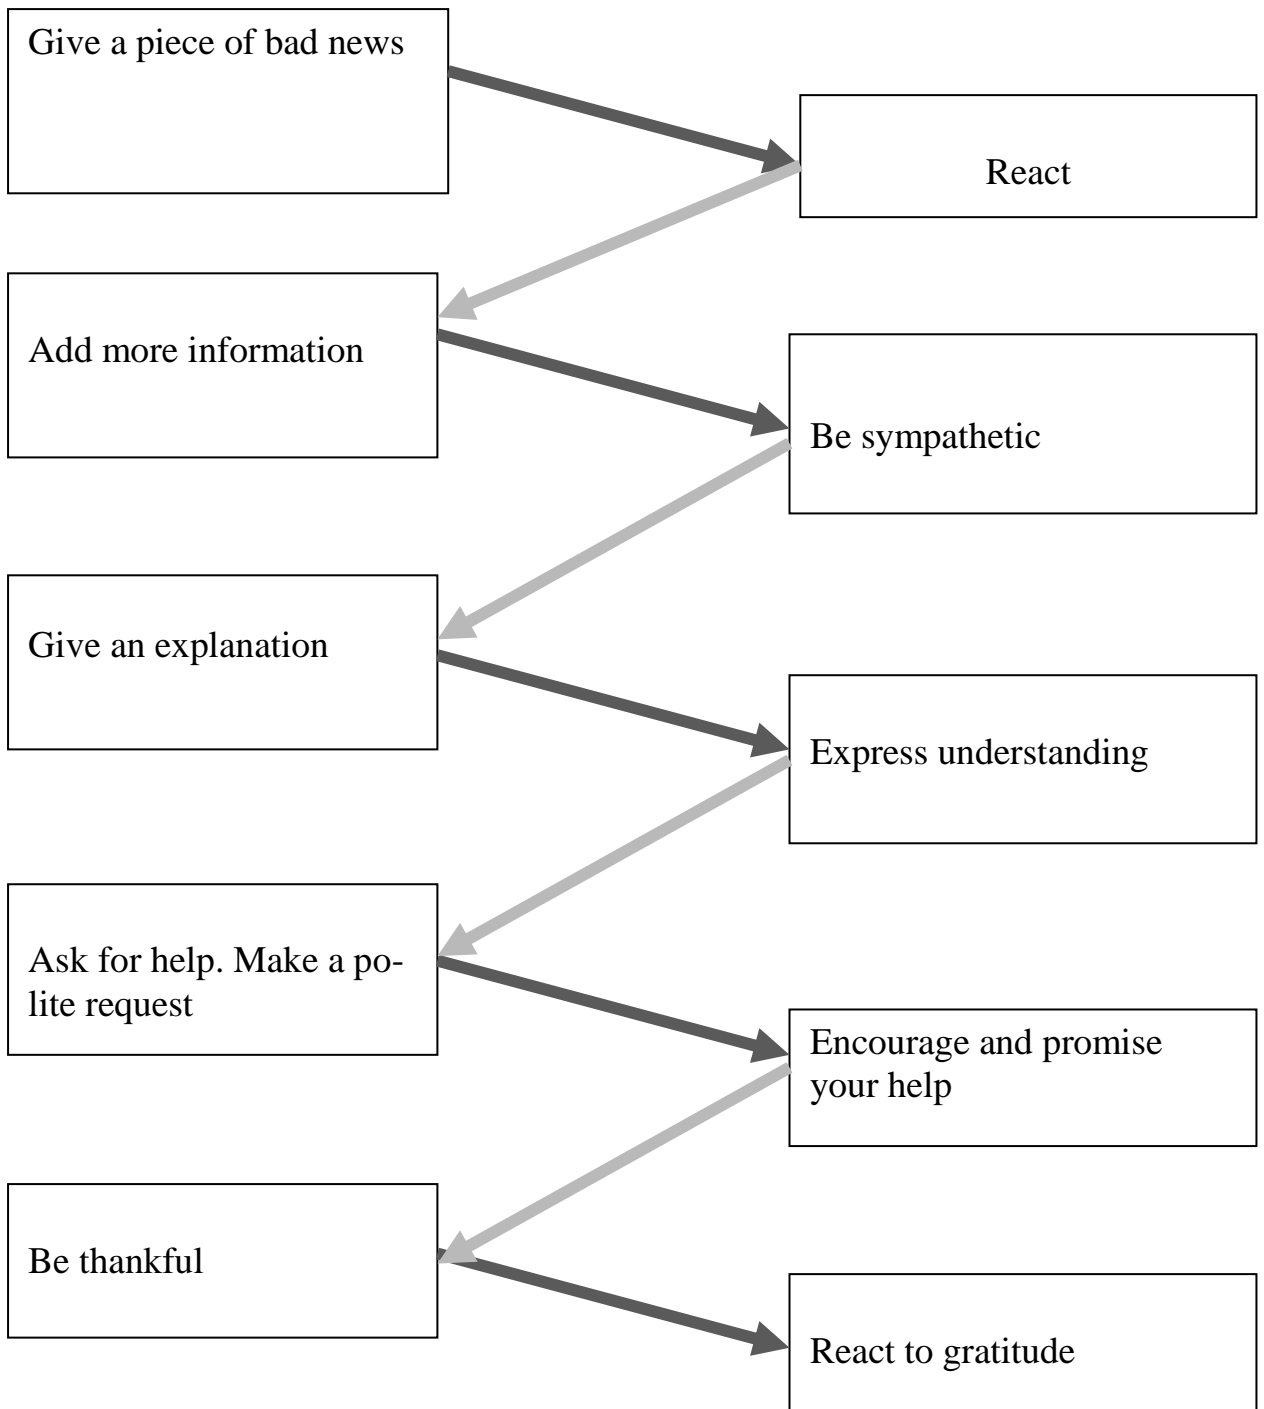 Give a piece of bad news
React
Add more information
Be sympathetic
Give an explanation
Express understanding
Ask for help. Make a po-
lite request
Encourage and promise
your help
Be thankful
React to gratitude